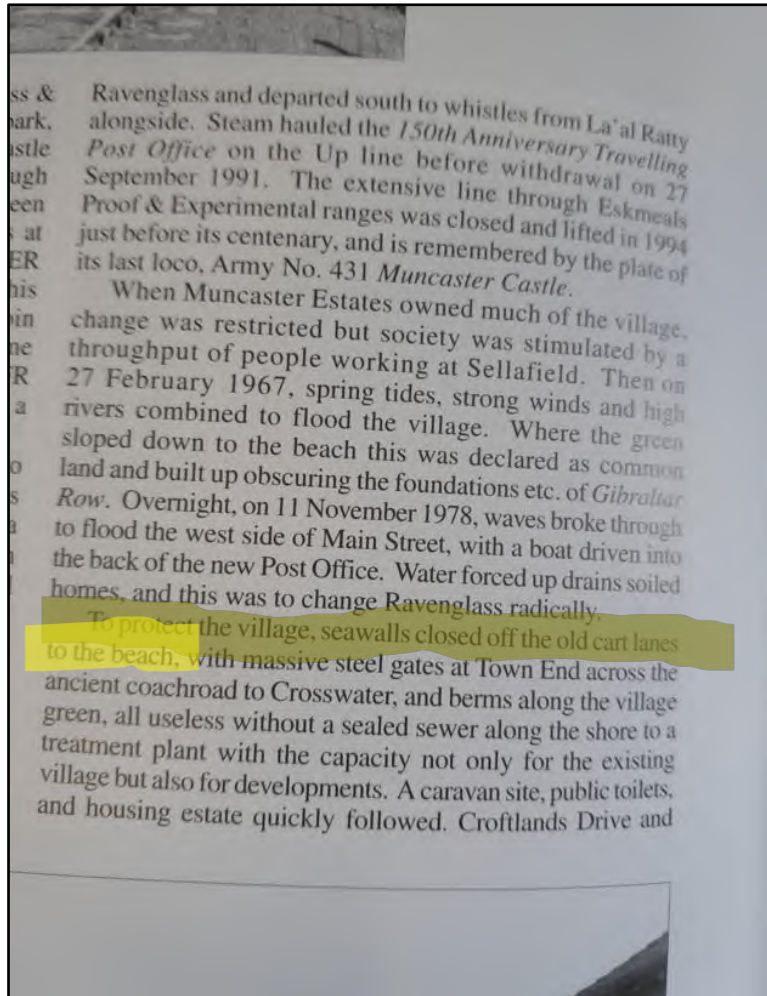 ss &
ark,
astle
ugh
een
s at
ER
his
in
ne
R
a
o
s
a
Ravenglass and departed south to whistles from La'al Ratty
alongside. Steam hauled the 150th Anniversary Travelling
Post Office on the Up line before withdrawal on 27
September 1991. The extensive line through Eskmeals
Proof & Experimental ranges was closed and lifted in 1994
just before its centenary, and is remembered by the plate of
its last loco, Army No. 431 Muncaster Castle.
When Muncaster Estates owned much of the village,
change was restricted but society was stimulated by a
throughput of people working at Sellafield. Then on
27 February 1967, spring tides, strong winds and high
rivers combined to flood the village. Where the green
sloped down to the beach this was declared as common
land and built up obscuring the foundations etc. of Gibraltar
Row. Overnight, on 11 November 1978, waves broke through
to flood the west side of Main Street, with a boat driven into
the back of the new Post Office. Water forced up drains soiled
homes, and this was to change Ravenglass radically.
To protect the village, seawalls closed off the old cart lanes
to the beach, with massive steel gates at Town End across the
ancient coachroad to Crosswater, and berms along the village
green, all useless without a sealed sewer along the shore to a
treatment plant with the capacity not only for the existing
village but also for developments. A caravan site, public toilets,
and housing estate quickly followed. Croftlands Drive and